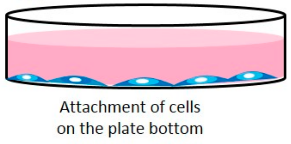 Attachment of cells
on the plate bottom